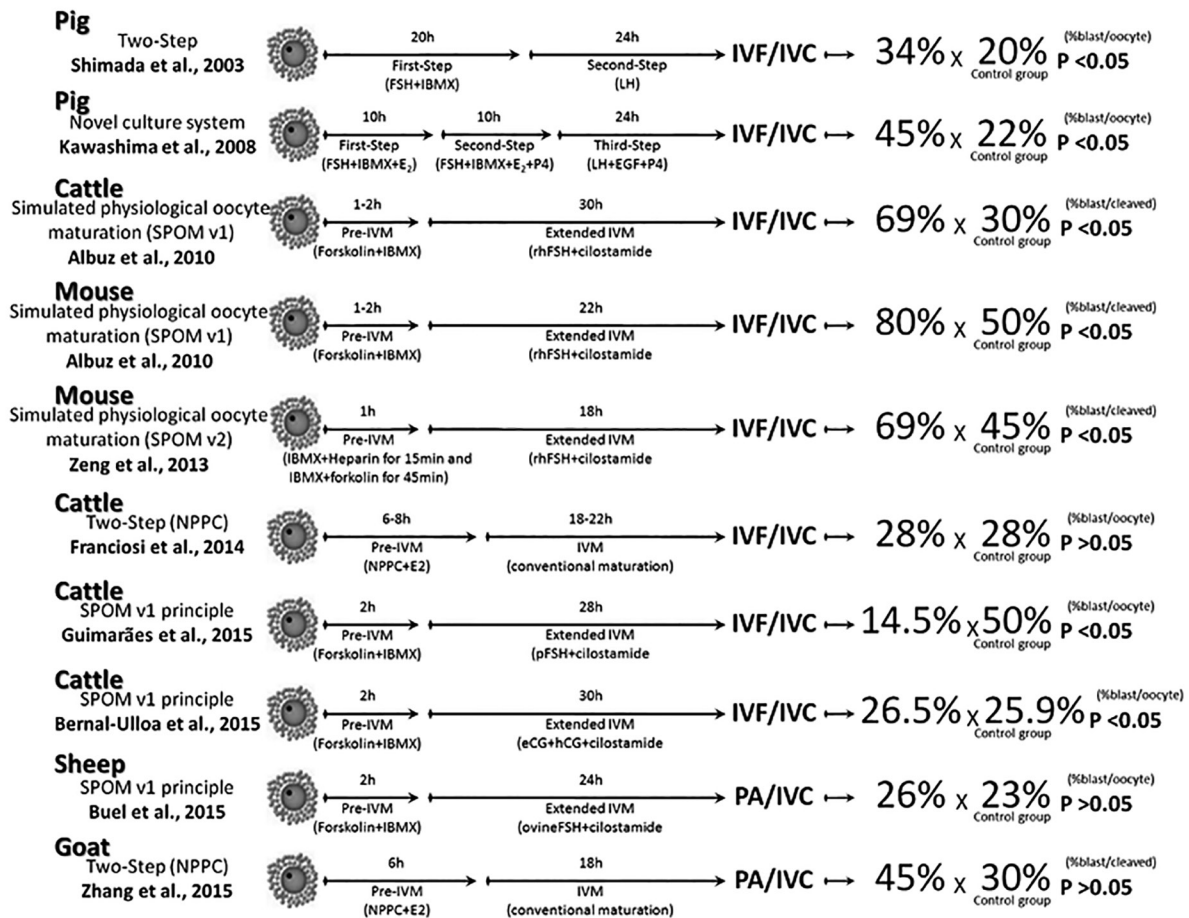 Pig
Two-Step
Shimada et al., 2003
20h
First-Step
(FSH+IBMX)
24h
Second-Step
(LH)
IVF/IVC
34% x 20%
Control group
(%blast/oocyte)
P <0.05
Pig
Novel culture system
Kawashima et al., 2008
10h
First-Step
(FSH+IBMX+E2)
10h
Second-Step
(FSH+IBMX+E2+P4)
24h
Third-Step
(LH+EGF+P4)
IVF/IVC
45% x 22%
Control group
(%blast/oocyte)
P <0.05
Cattle
Simulated physiological oocyte
maturation (SPOM v1)
Albuz et al., 2010
1-2h
Pre-IVM
(Forskolin+IBMX)
30h
Extended IVM
(rhFSH+cilostamide
IVF/IVC
69% x 30%
Control group
(%blast/cleaved)
P <0.05
Mouse
Simulated physiological oocyte
maturation (SPOM v1)
Albuz et al., 2010
1-2h
Pre-IVM
(Forskolin+IBMX)
22h
Extended IVM
(rhFSH+cilostamide
IVF/IVC
80% x 50%
Control group
(%blast/cleaved)
P <0.05
Mouse
Simulated physiological oocyte
maturation (SPOM v2)
Zeng et al., 2013
1h
Pre-IVM
(IBMX+Heparin for 15min and
IBMX+forkolin for 45min)
18h
Extended IVM
(rhFSH+cilostamide
IVF/IVC
69% x 45%
Control group
(%blast/cleaved)
P <0.05
Cattle
Two-Step (NPPC)
Franciosi et al., 2014
6-8h
Pre-IVM
(NPPC+E2)
18-22h
IVM
(conventional maturation)
IVF/IVC
28% x 28%
Control group
(%blast/oocyte)
P >0.05
Cattle
SPOM v1 principle
Guimarães et al., 2015
2h
Pre-IVM
(Forskolin+IBMX)
28h
Extended IVM
(pFSH+cilostamide
IVF/IVC
14.5% x 50%
Control group
(%blast/oocyte)
P <0.05
Cattle
SPOM v1 principle
Bernal-Ulloa et al., 2015
2h
Pre-IVM
(Forskolin+IBMX)
30h
Extended IVM
(eCG+hCG+cilostamide
IVF/IVC
26.5% x 25.9%
Control group
(%blast/oocyte)
P <0.05
Sheep
SPOM v1 principle
Buel et al., 2015
2h
Pre-IVM
(Forskolin+IBMX)
24h
Extended IVM
(ovineFSH+cilostamide
PA/IVC
26% x 23%
Control group
(%blast/oocyte)
P >0.05
Goat
Two-Step (NPPC)
Zhang et al., 2015
6h
Pre-IVM
(NPPC+E2)
18h
IVM
(conventional maturation)
PA/IVC
45% x 30%
Control group
(%blast/cleaved)
P >0.05